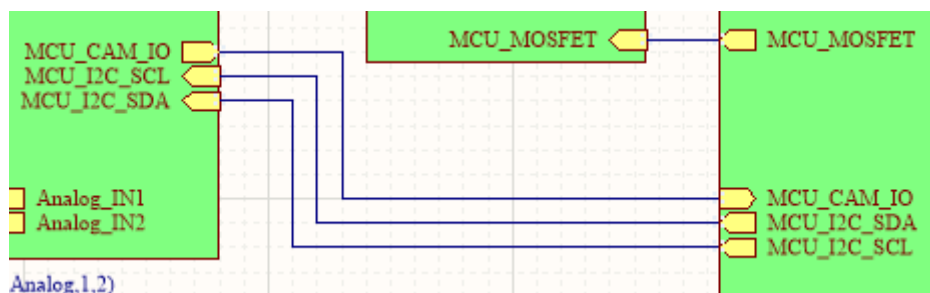 MCU_CAM_IO
MCU_I2C_SCL
MCU_I2C_SDA
Analog_IN1
Analog_IN2
Analog,1,2)
MCU_MOSFET
MCU_MOSFET
MCU_CAM_IO
MCU_I2C_SDA
MCU_I2C_SCL